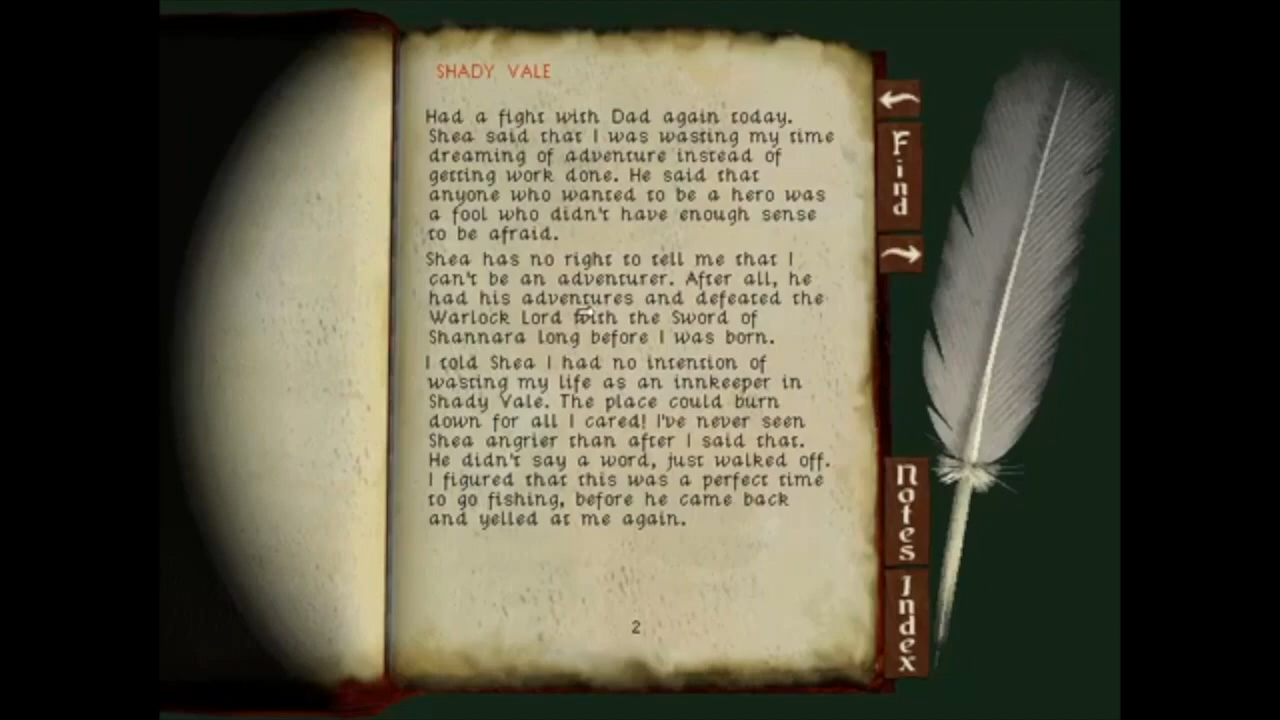 SHADY VALE
Had a fight with Dad again today.
Shea said that I was wasting my time
dreaming of adventure instead of
getting work done. He said that
anyone who wanted to be a hero was
a fool who didn't have enough sense
to be afraid.
Shea has no right to tell me that I
can't be an adventurer. After all, he
had his adventures and defeated the
Warlock Lord with the Sword of
Shannara long before I was born.
I told Shea I had no intention of
wasting my life as an innkeeper in
Shady Vale. The place could burn
down for all I cared! I've never seen
Shea angrier than after I said that.
He didn't say a word, just walked off.
I figured that this was a perfect time
to go fishing, before he came back
and yelled at me again.
2
Find
Notes
Index